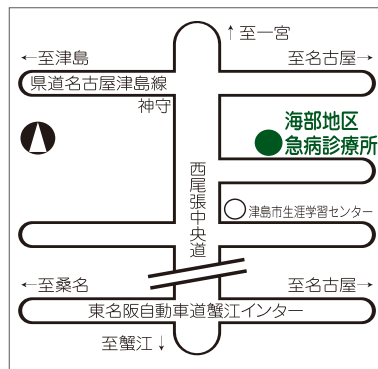 ↑至一宮
←至津島
至名古屋→
県道名古屋津島線
神守
海部地区
急病診療所
西尾張中央道
津島市生涯学習センター
←至桑名
至名古屋→
東名阪自動車道蟹江インター
至蟹江↓